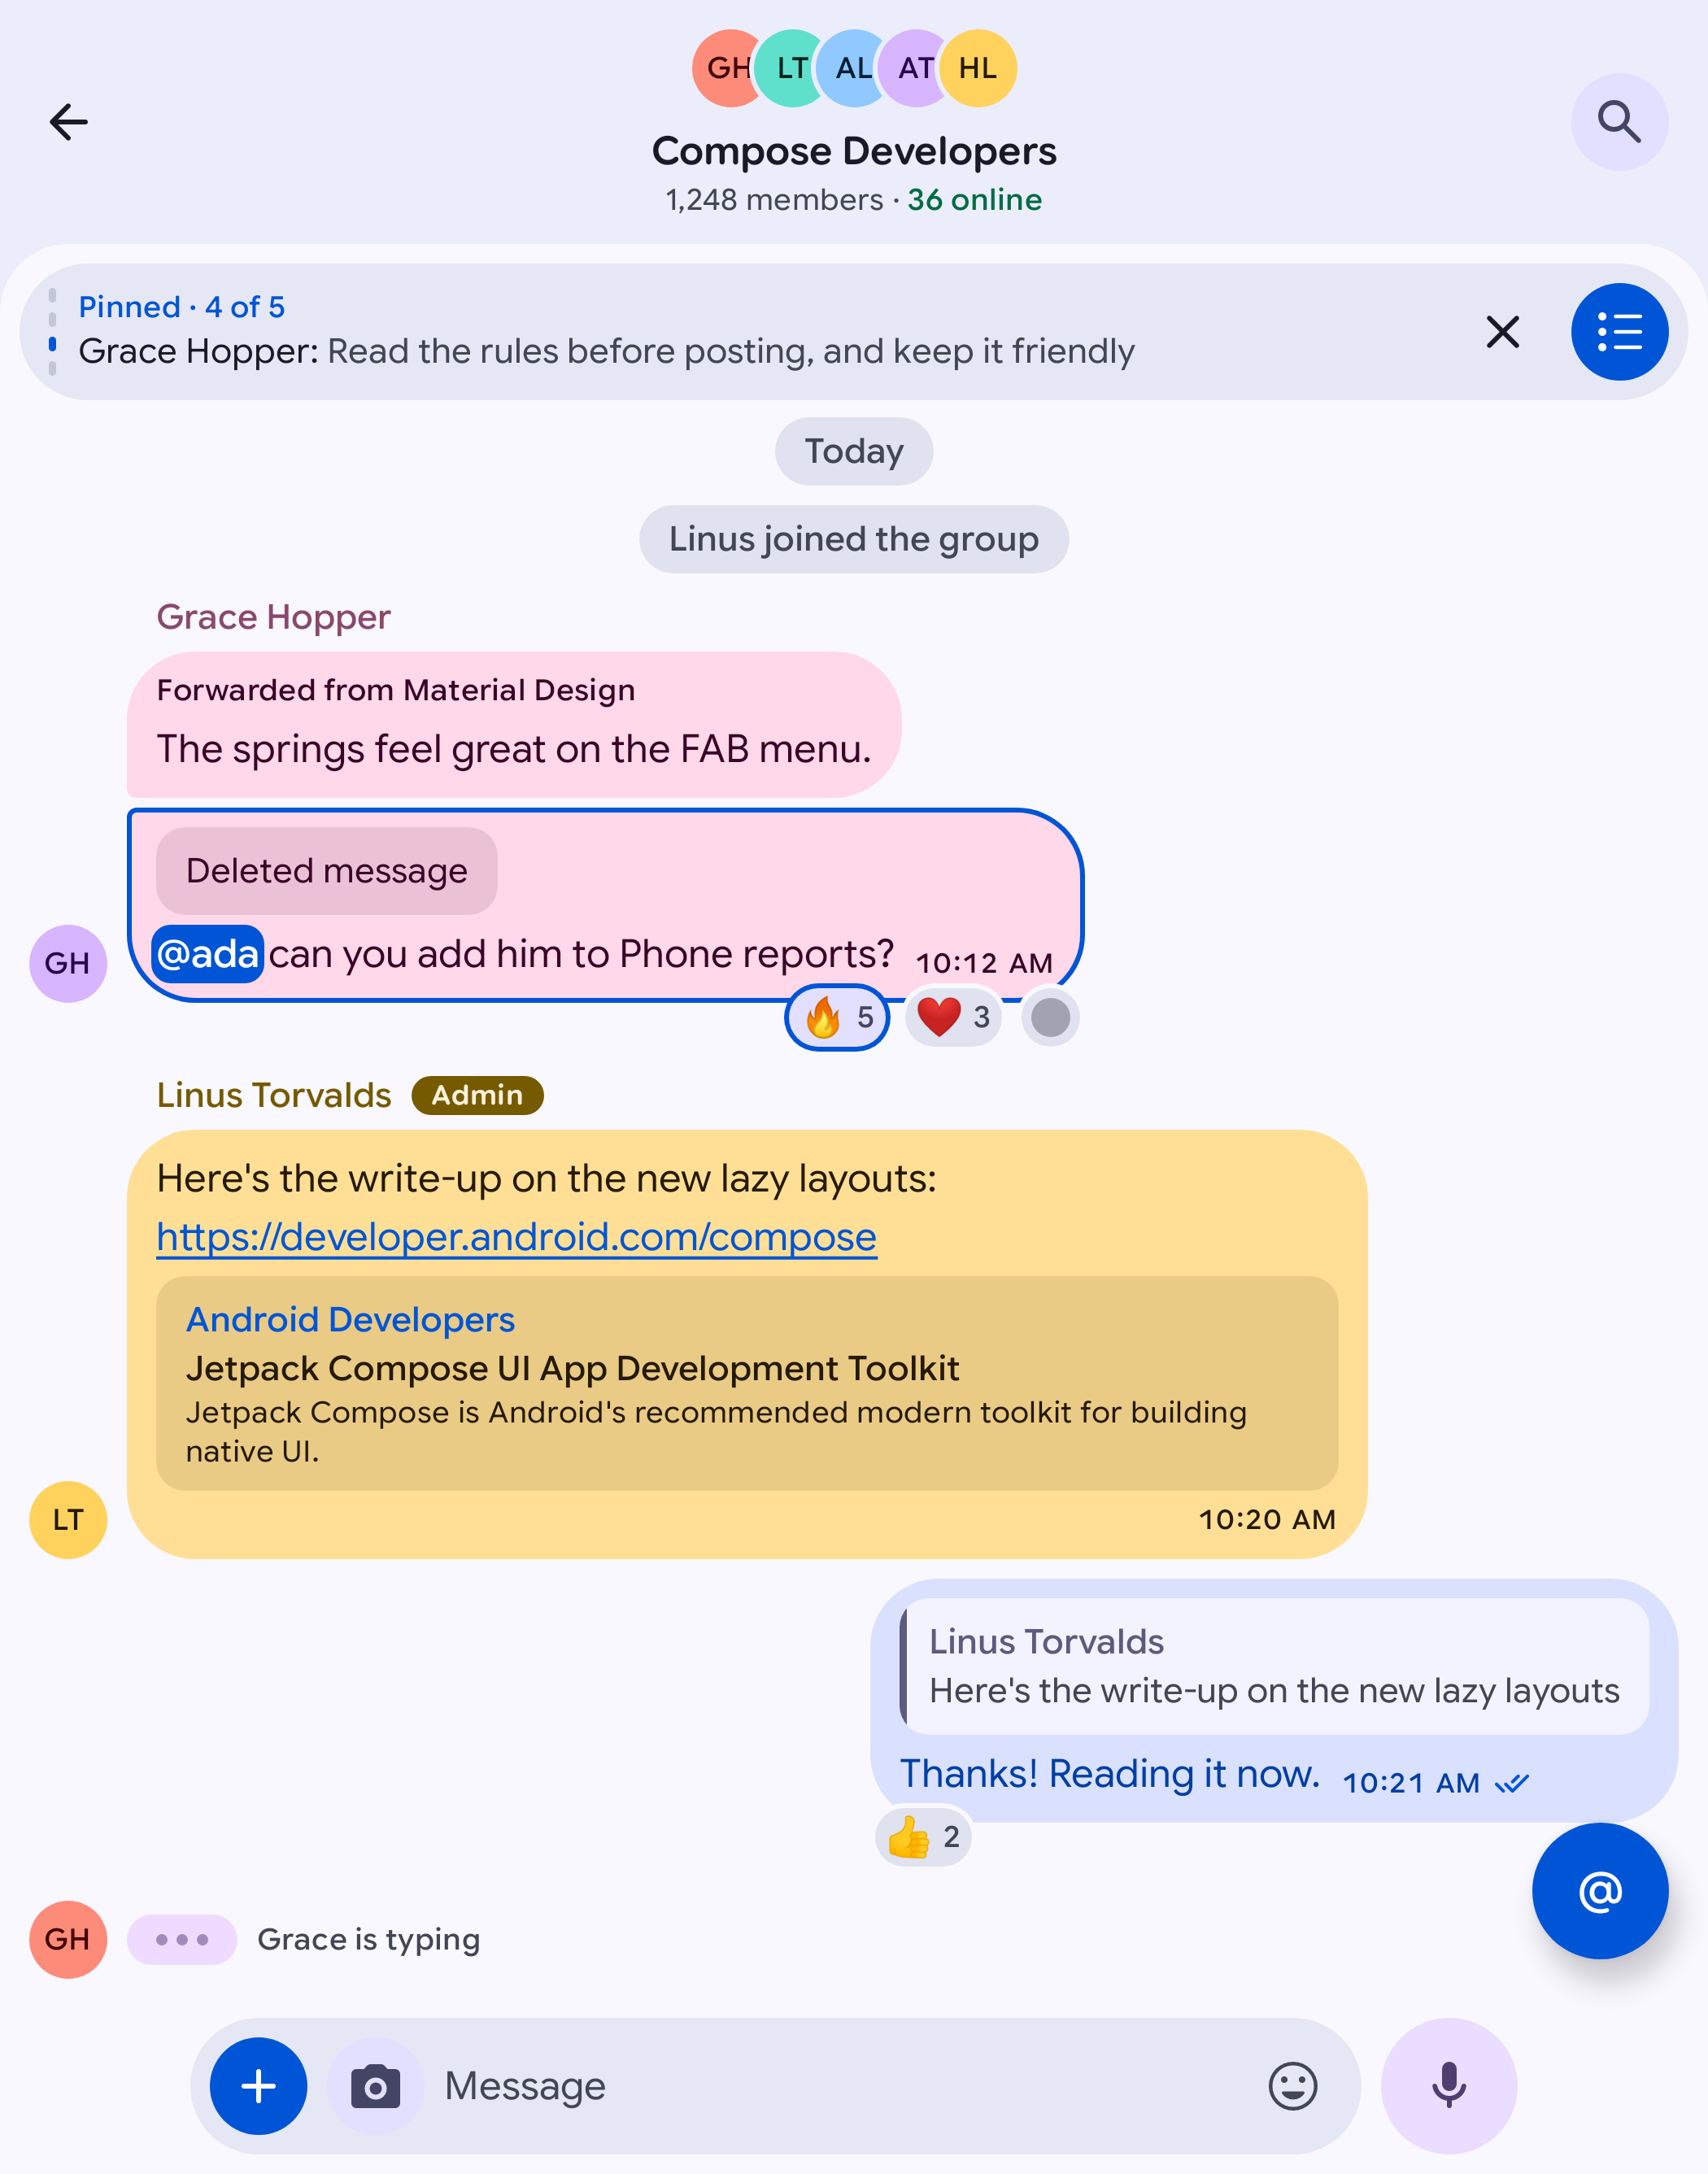 GH LT AL AT HL
Compose Developers
1,248 members · 36 online
Pinned · 4 of 5
Grace Hopper: Read the rules before posting, and keep it friendly
Today
Linus joined the group
Grace Hopper
Forwarded from Material Design
The springs feel great on the FAB menu.
Deleted message
GH
@ada can you add him to Phone reports? 10:12 AM
🔥 5 ❤️ 3
Linus Torvalds Admin
Here's the write-up on the new lazy layouts:
https://developer.android.com/compose
Android Developers
Jetpack Compose UI App Development Toolkit
Jetpack Compose is Android's recommended modern toolkit for building
native UI.
LT
10:20 AM
Linus Torvalds
Here's the write-up on the new lazy layouts
Thanks! Reading it now. 10:21 AM
👍 2
@
GH
Grace is typing
Message